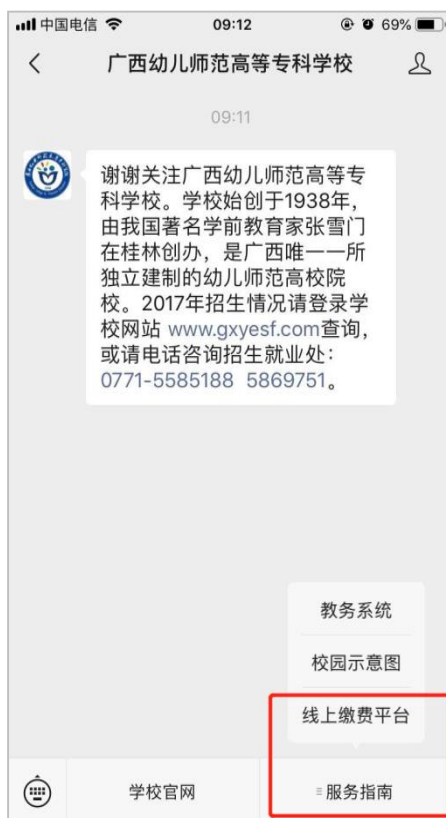 中国电信 09:12 69%
广西幼儿师范高等专科学校
09:11
谢谢关注广西幼儿师范高等专
科学校。学校始创于1938年,
由我国著名学前教育家张雪门
在桂林创办，是广西唯一一所
独立建制的幼儿师范高校院
校。2017年招生情况请登录学
校网站 www.gxyesf.com查询,
或请电话咨询招生就业处：
0771-5585188 5869751。
教务系统
校园示意图
线上缴费平台
学校官网
服务指南